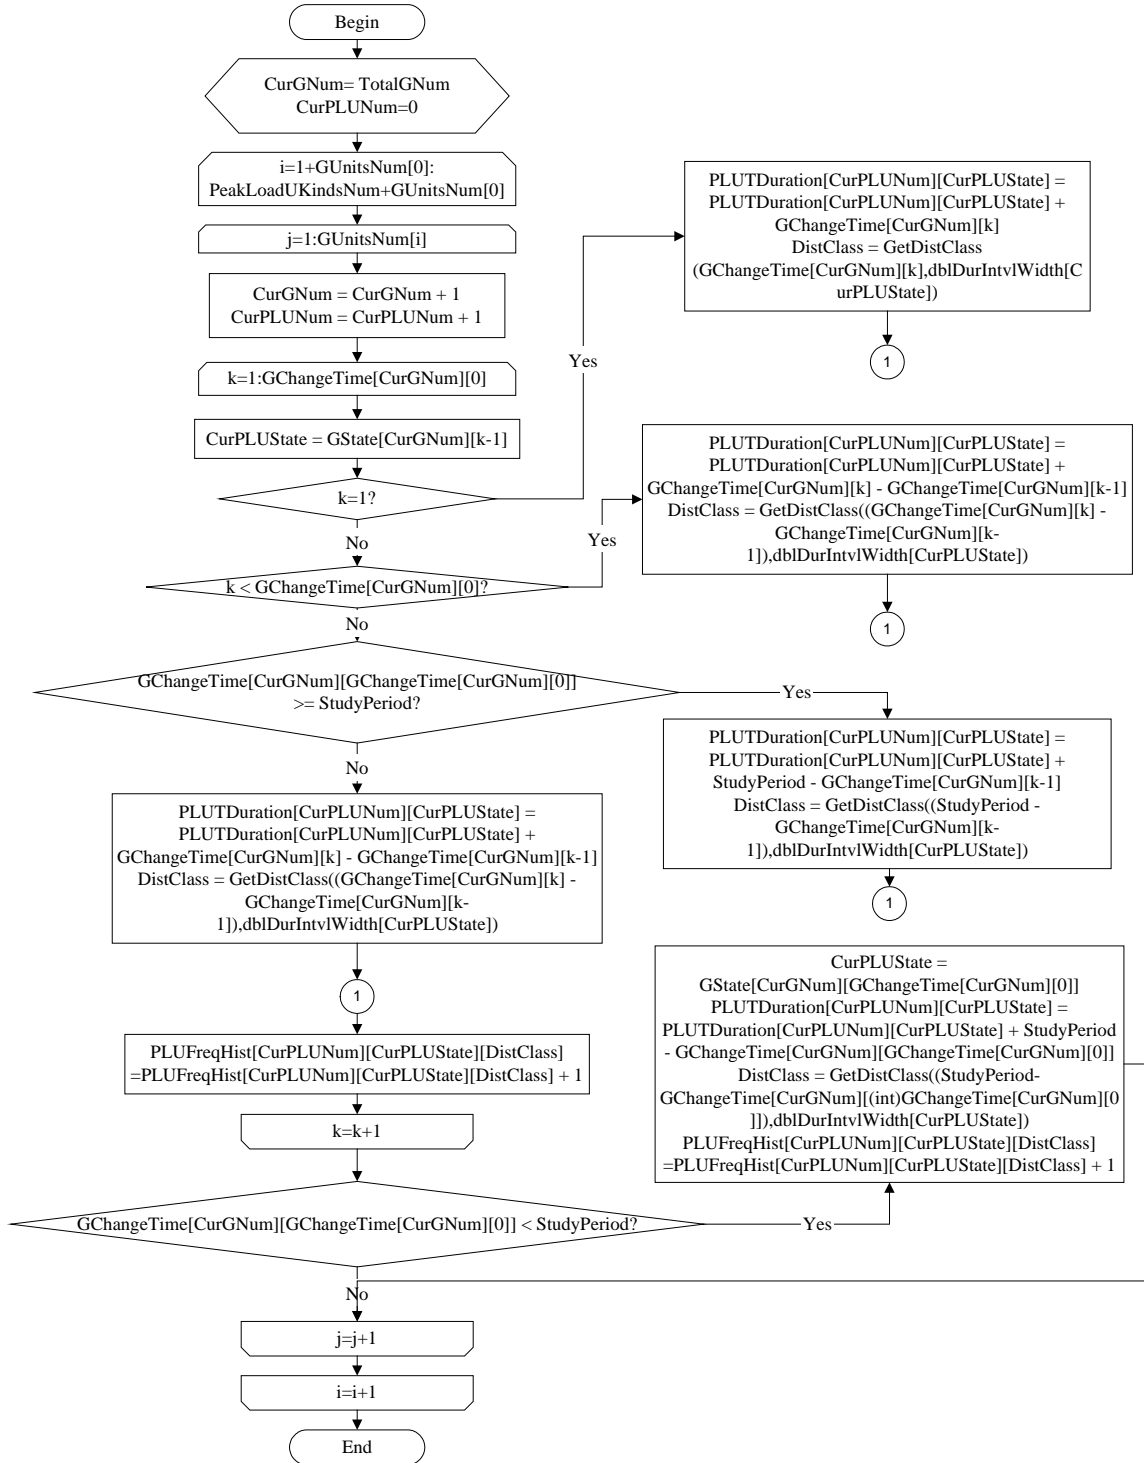 Begin
CurGNum= TotalGNum
CurPLUNum=0
i=1+GUnitsNum[0]:
PeakLoadUKindsNum+GUnitsNum[0]
j=1:GUnitsNum[i]
CurGNum = CurGNum + 1
CurPLUNum = CurPLUNum + 1
k=1:GChangeTime[CurGNum][0]
CurPLUState = GState[CurGNum][k-1]
k=1?
Yes
PLUTDuration[CurPLUNum][CurPLUState] =
PLUTDuration[CurPLUNum][CurPLUState] +
GChangeTime[CurGNum][k]
DistClass = GetDistClass
(GChangeTime[CurGNum][k],dblDurIntvlWidth[C
urPLUState])
1
No
k < GChangeTime[CurGNum][0]?
Yes
PLUTDuration[CurPLUNum][CurPLUState] =
PLUTDuration[CurPLUNum][CurPLUState] +
GChangeTime[CurGNum][k] - GChangeTime[CurGNum][k-1]
DistClass = GetDistClass((GChangeTime[CurGNum][k] -
GChangeTime[CurGNum][k-
1]),dblDurIntvlWidth[CurPLUState])
1
No
GChangeTime[CurGNum][GChangeTime[CurGNum][0]]
>= StudyPeriod?
Yes
PLUTDuration[CurPLUNum][CurPLUState] =
PLUTDuration[CurPLUNum][CurPLUState] +
StudyPeriod - GChangeTime[CurGNum][k-1]
DistClass = GetDistClass((StudyPeriod -
GChangeTime[CurGNum][k-
1]),dblDurIntvlWidth[CurPLUState])
1
No
PLUTDuration[CurPLUNum][CurPLUState] =
PLUTDuration[CurPLUNum][CurPLUState] +
GChangeTime[CurGNum][k] - GChangeTime[CurGNum][k-1]
DistClass = GetDistClass((GChangeTime[CurGNum][k] -
GChangeTime[CurGNum][k-
1]),dblDurIntvlWidth[CurPLUState])
1
PLUFreqHist[CurPLUNum][CurPLUState][DistClass]
=PLUFreqHist[CurPLUNum][CurPLUState][DistClass] + 1
k=k+1
GChangeTime[CurGNum][GChangeTime[CurGNum][0]] < StudyPeriod?
Yes
CurPLUState =
GState[CurGNum][GChangeTime[CurGNum][0]]
PLUTDuration[CurPLUNum][CurPLUState] =
PLUTDuration[CurPLUNum][CurPLUState] + StudyPeriod
- GChangeTime[CurGNum][GChangeTime[CurGNum][0]]
DistClass = GetDistClass((StudyPeriod-
GChangeTime[CurGNum][(int)GChangeTime[CurGNum][0
]]),dblDurIntvlWidth[CurPLUState])
PLUFreqHist[CurPLUNum][CurPLUState][DistClass]
=PLUFreqHist[CurPLUNum][CurPLUState][DistClass] + 1
No
j=j+1
i=i+1
End